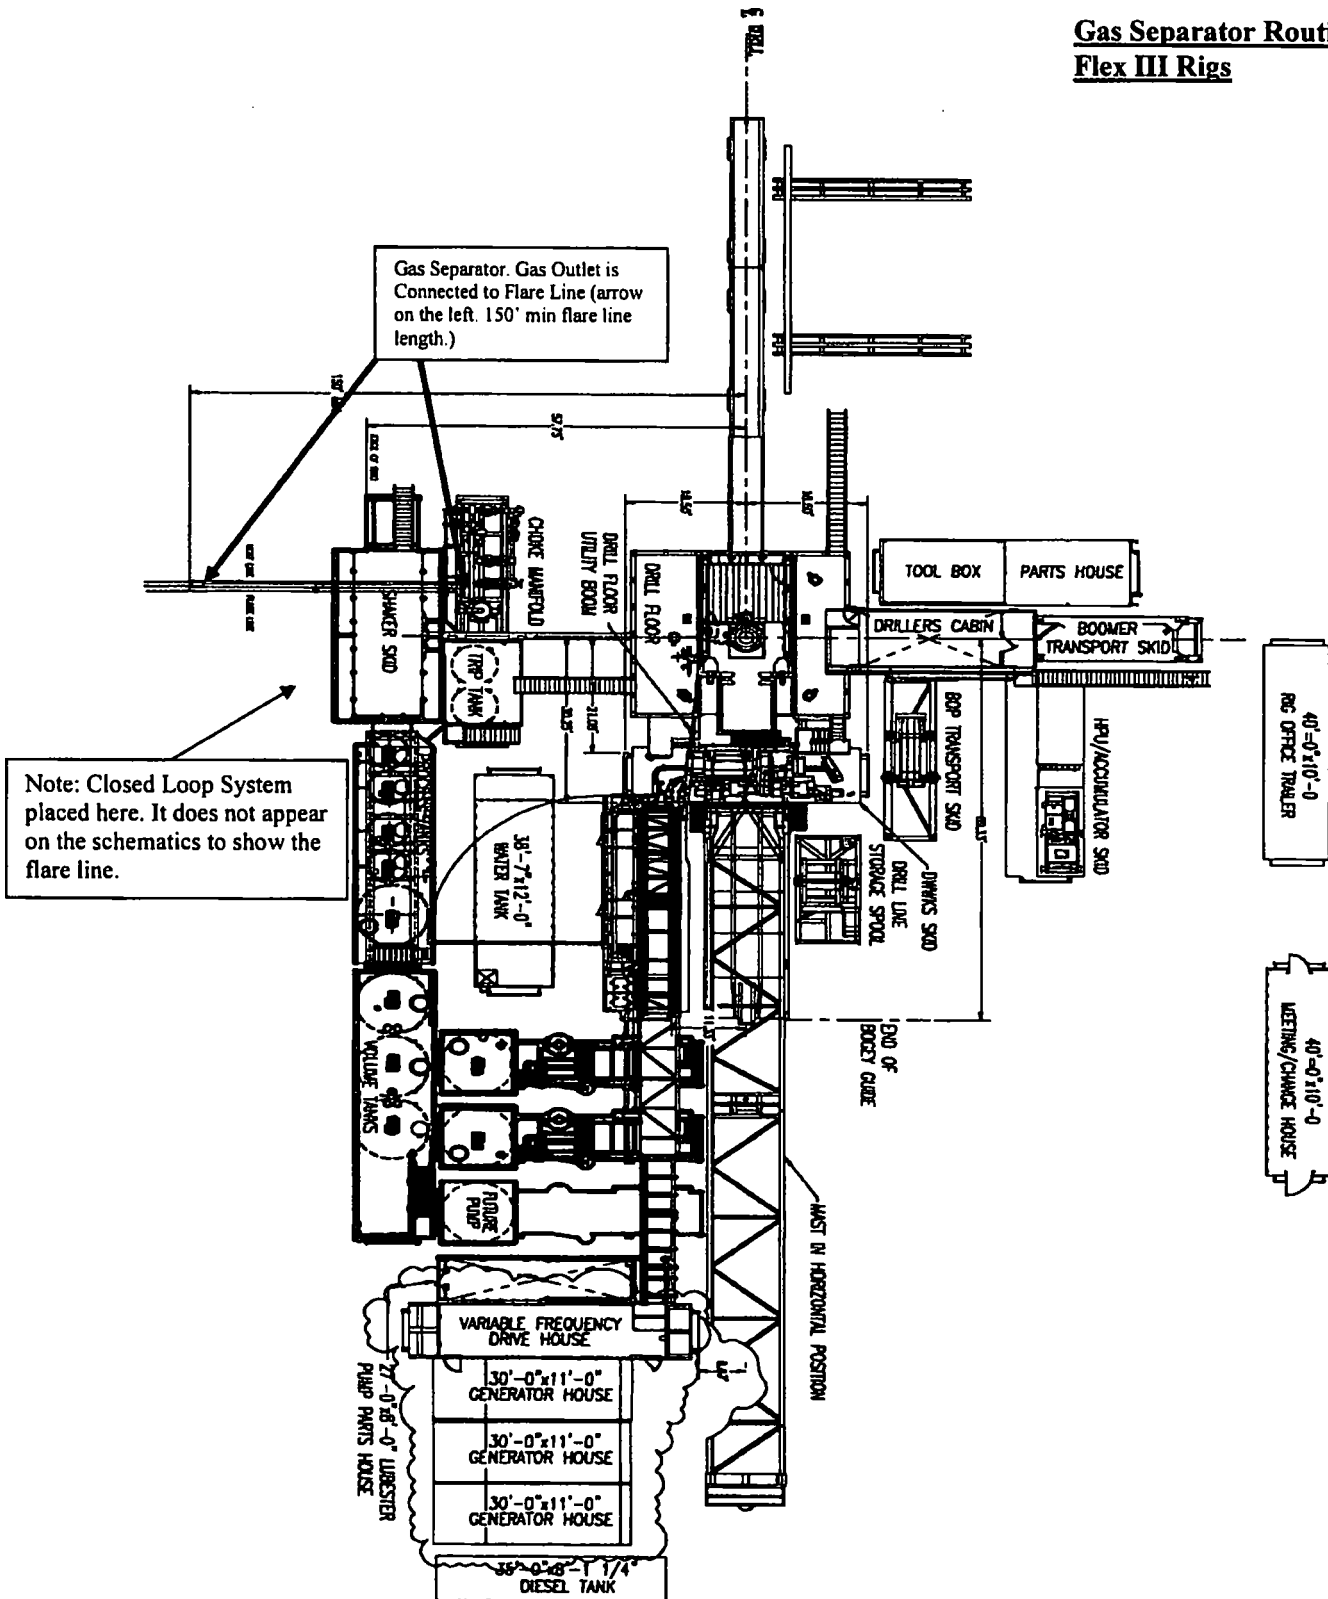 Gas Separator Routi
Flex III Rigs
Gas Separator. Gas Outlet is
Connected to Flare Line (arrow
on the left. 150' min flare line
length.)
57.75'
CHOKE MANIFOLD
DRILL FLOOR
UTILITY BOOM
DRILL FLOOR
SHAKER SKID
TRIP
TANK
TOOL BOX
PARTS HOUSE
DRILLERS CABIN
BOOMER
TRANSPORT SKID
BOP TRANSPORT SKID
HPU/ACCUMULATOR SKID
40'-0"x10'-0
RIG OFFICE TRAILER
Note: Closed Loop System
placed here. It does not appear
on the schematics to show the
flare line.
38'-7"x12'-0"
WATER TANK
DRILL LINE
STORAGE SPOOL
DWWKS SKID
END OF
BOGEY GUIDE
40'-0"x10'-0
MEETING/CHANGE HOUSE
VOLUME TANKS
FUTURE
PUMP
MAST IN HORIZONTAL POSITION
VARIABLE FREQUENCY
DRIVE HOUSE
27'-0"x8'-0" LUBESTER
PUMP PARTS HOUSE
30'-0"x11'-0"
GENERATOR HOUSE
30'-0"x11'-0"
GENERATOR HOUSE
30'-0"x11'-0"
GENERATOR HOUSE
DIESEL TANK